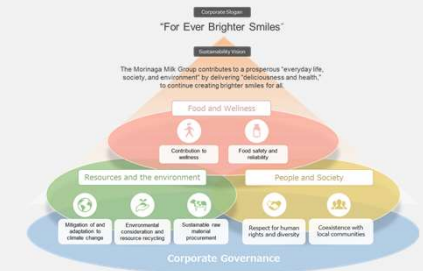 Corporate Slogan
"For Ever Brighter Smiles"
Sustainability Vision
The Morinaga Milk Group contributes to a prosperous "everyday life,
society, and environment" by delivering "deliciousness and health,"
to continue creating brighter smiles for all.
Food and Wellness
Contribution to
wellness
Food safety and
reliability
Resources and the environment
Mitigation of and
adaptation to
climate change
Environmental
consideration and
resource recycling
Sustainable raw
material
procurement
People and Society
Respect for human
rights and diversity
Coexistence with
local communities
Corporate Governance